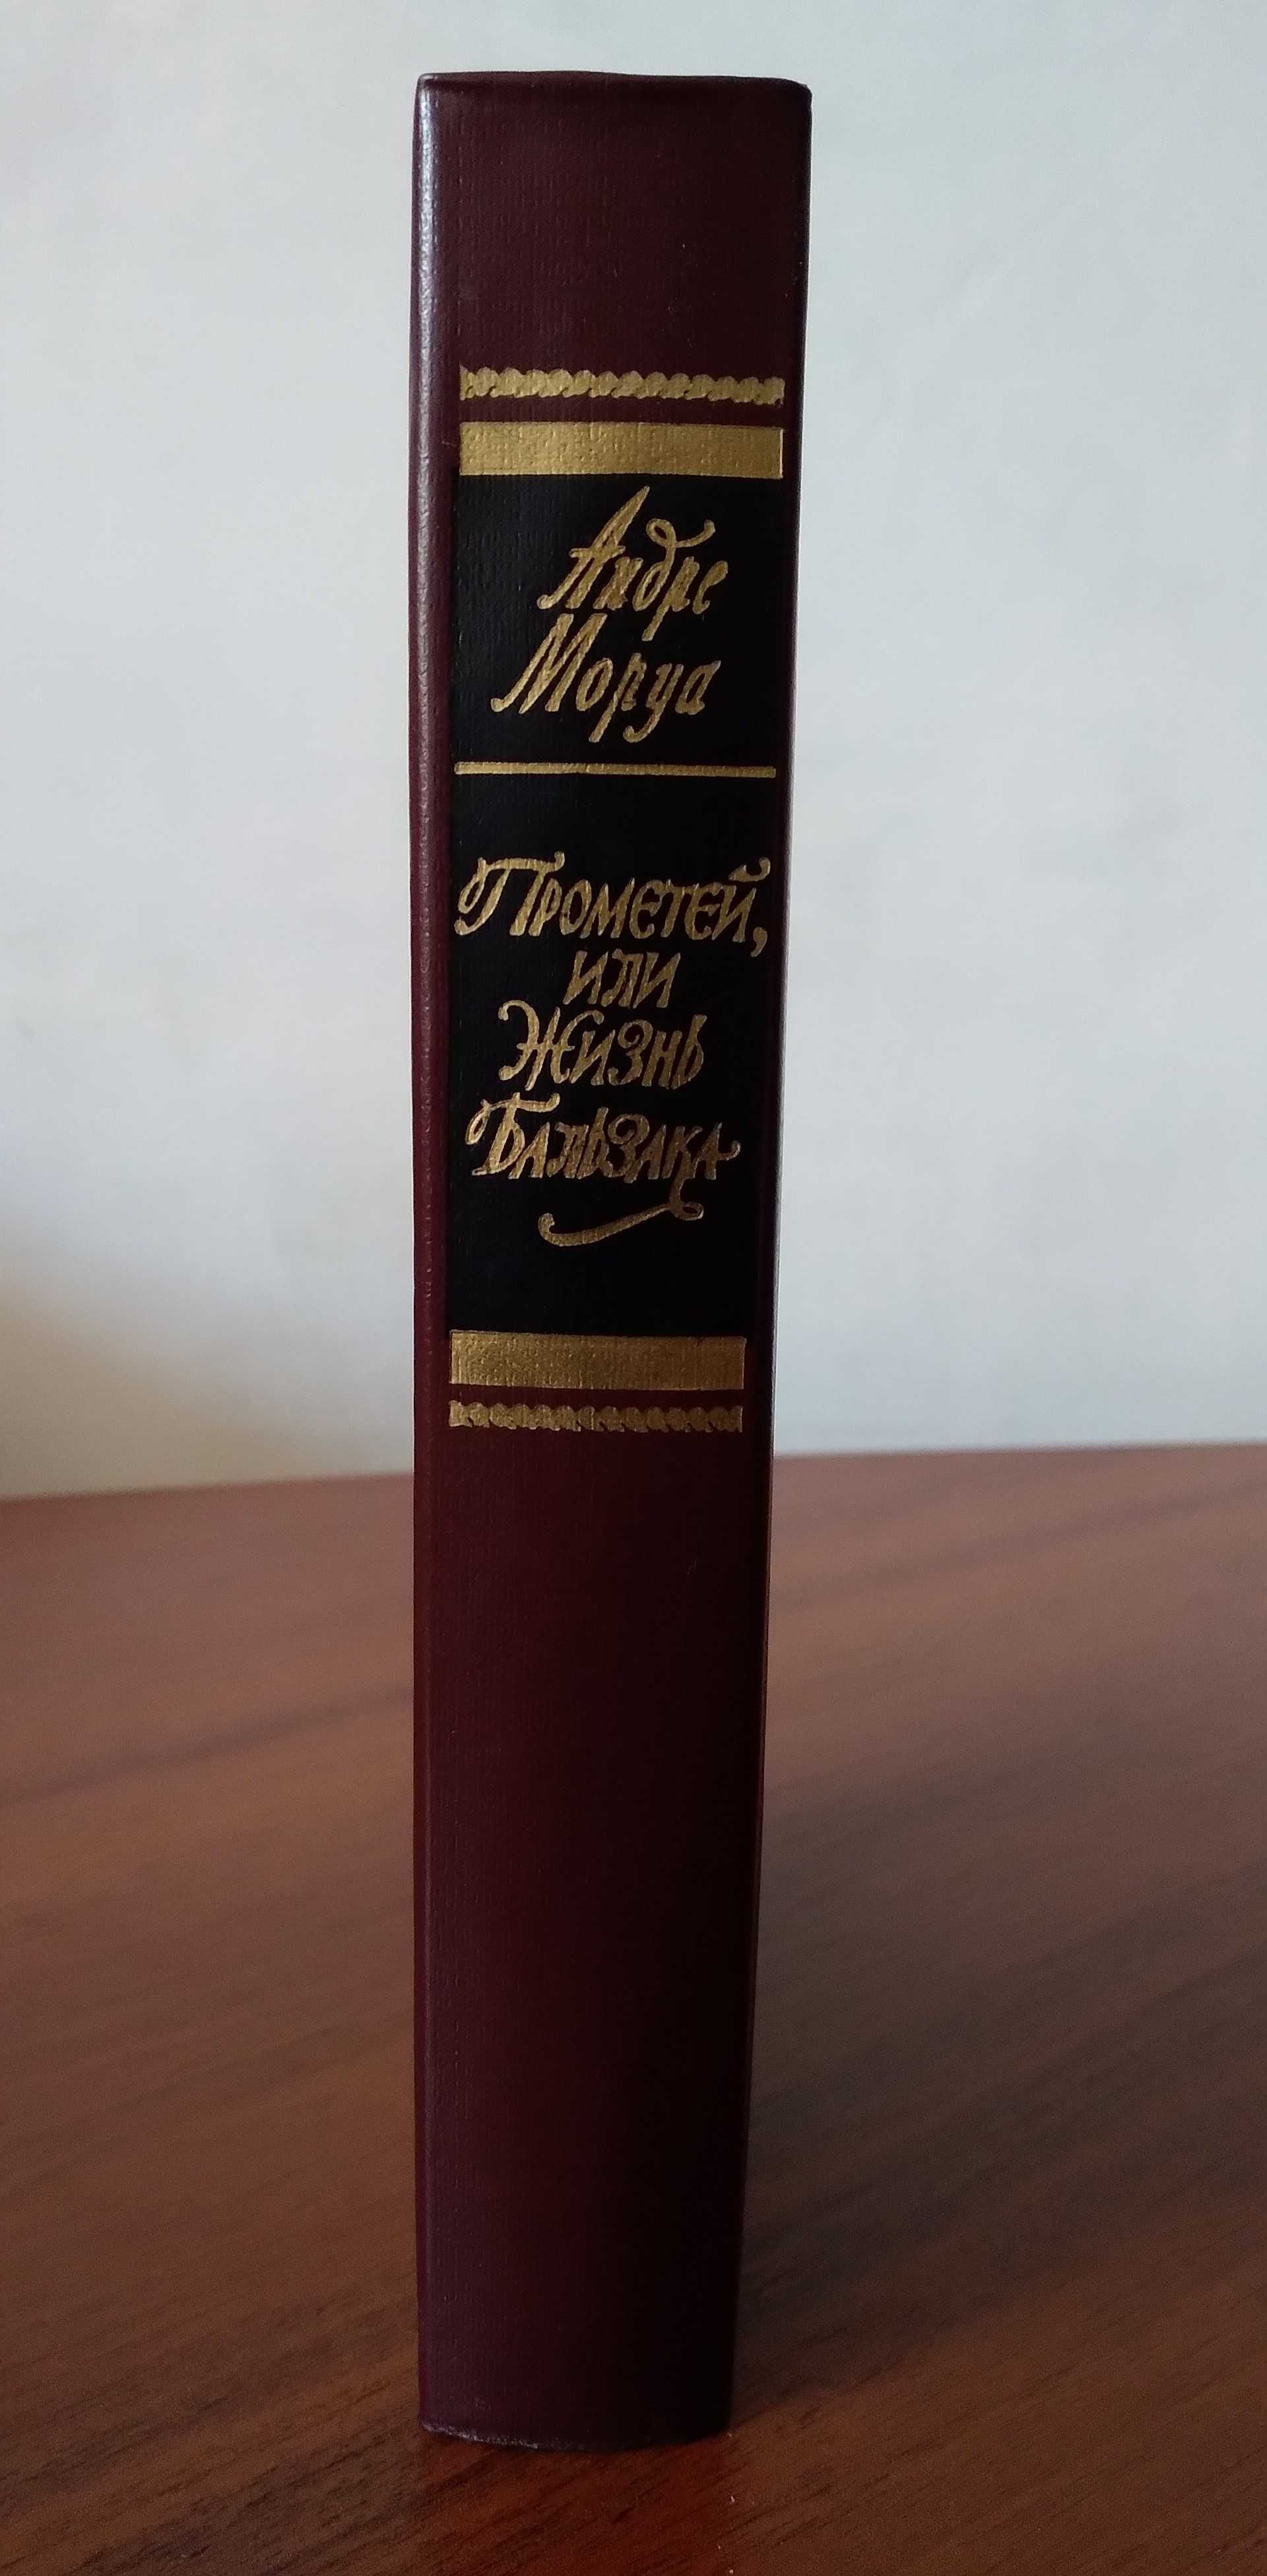 Андре
Моруа
Прометей,
или
Жизнь
Бальзака